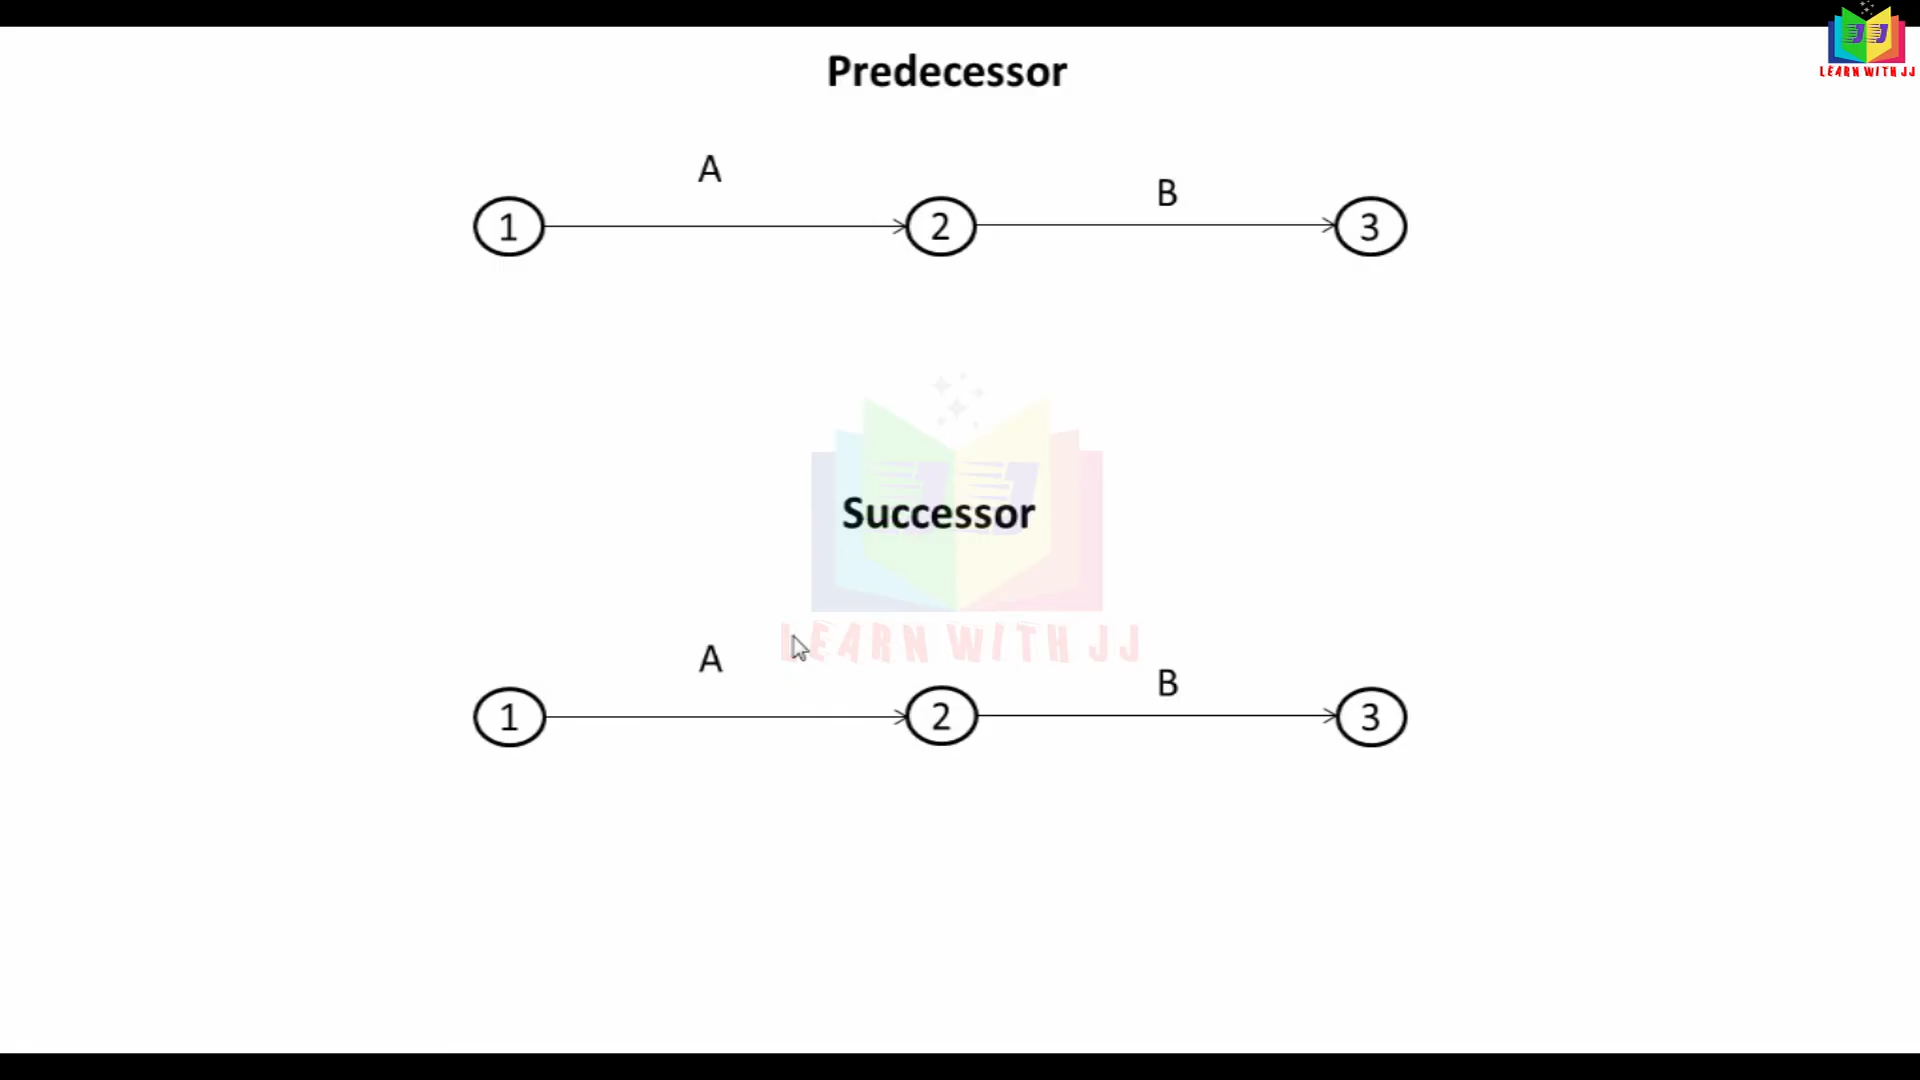 LEARN WITH JJ
Predecessor
A
B
1
2
3
Successor
LEARN WITH JJ
A
B
1
2
3